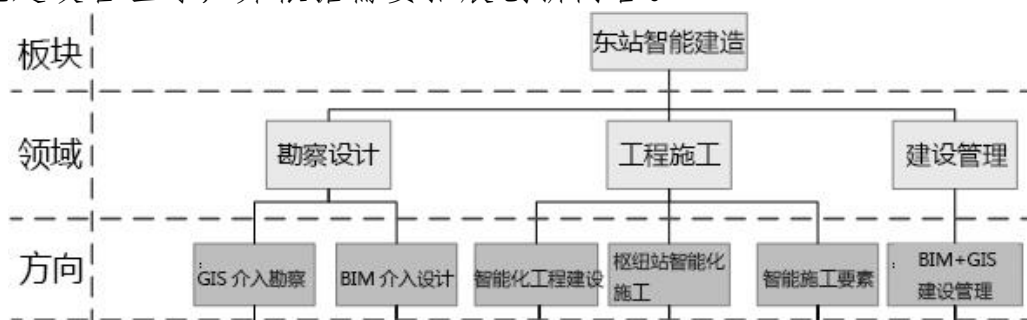 板块
东站智能建造
领域
勘察设计
工程施工
建设管理
方向
GIS 介入勘察
BIM 介入设计
智能化工程建设
枢纽站智能化
施工
智能施工要素
BIM+GIS
建设管理